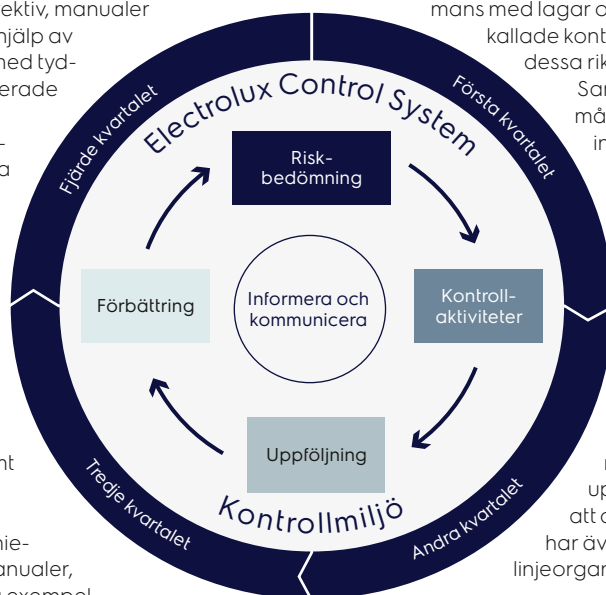 ektiv, manualer
hjälp av
med tyd-
erade
mans med lagar o
kallade kont
dessa rik
Sar
må
in
Electrolux Control System
Fjärde kvartalet
Första kvartalet
Risk-
bedömning
Förbättring
Informera och
kommunicera
Kontroll-
aktiviteter
Uppföljning
Kontrollmiljö
Tredje kvartalet
Andra kvartalet
nt
nie-
anualer,
exempel
up
att
har äv
linjeorgan